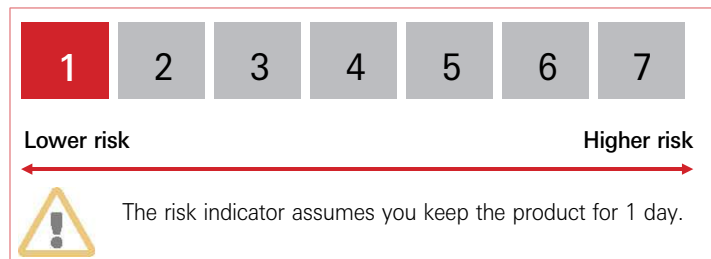 1 2 3 4 5 6 7
Lower risk Higher risk
The risk indicator assumes you keep the product for 1 day.